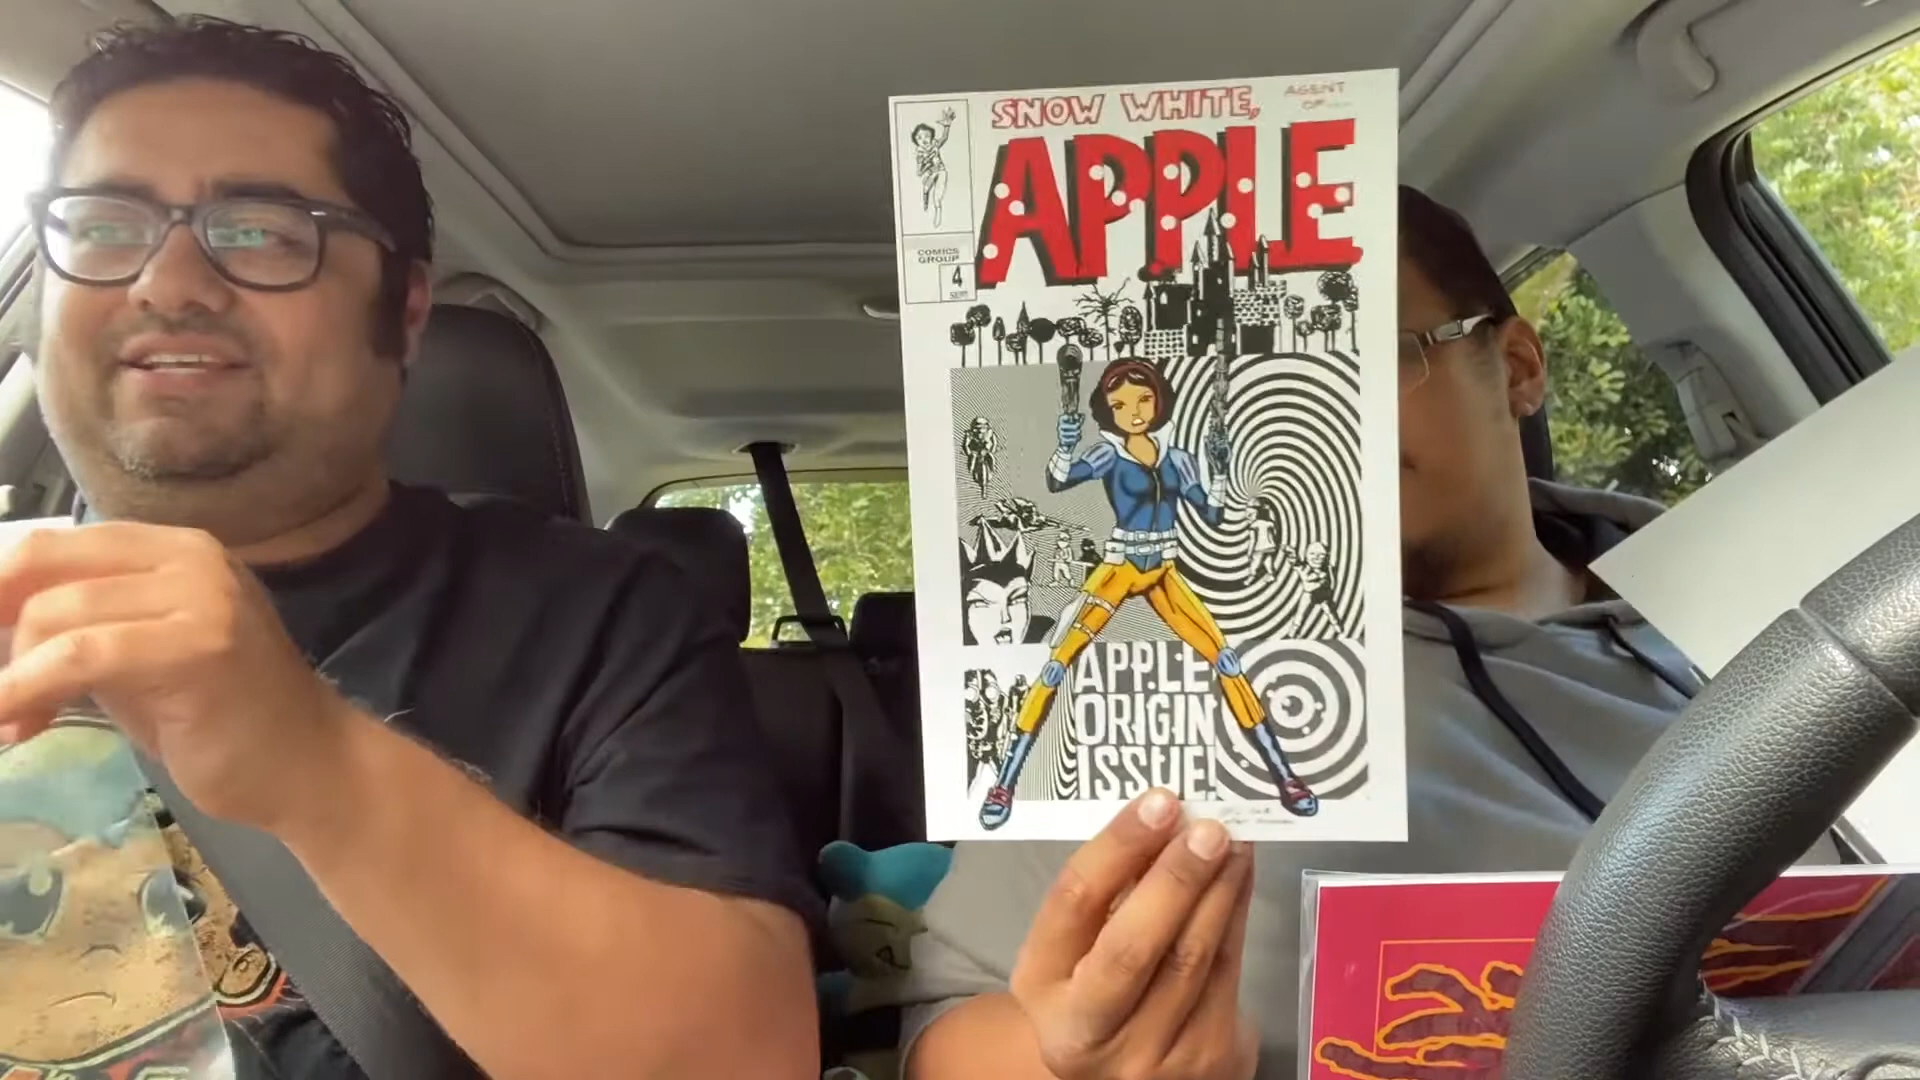 SNOW WHITE,
AGENT
OF
APPLE
COMICS
GROUP
4
APPLE
ORIGIN
ISSUE!